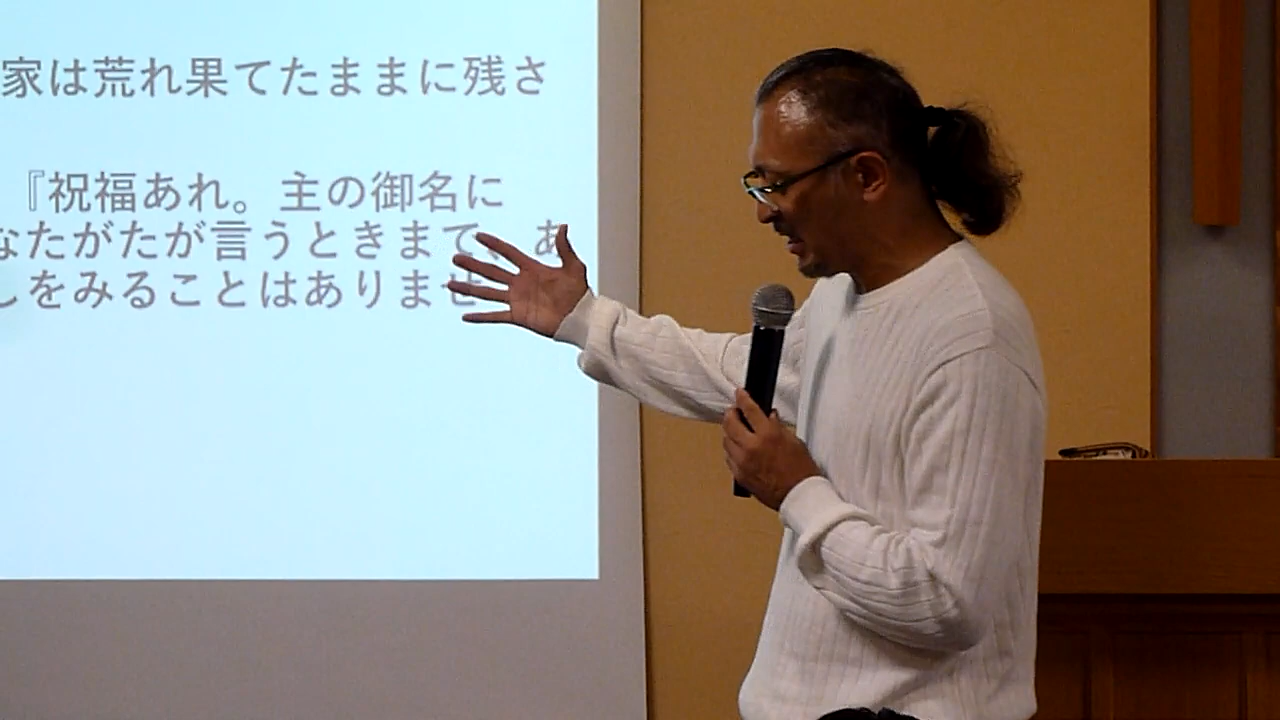 家は荒れ果てたままに残さ
『祝福あれ。主の御名に
なたがたが言うときまで、あ
しをみることはありませ